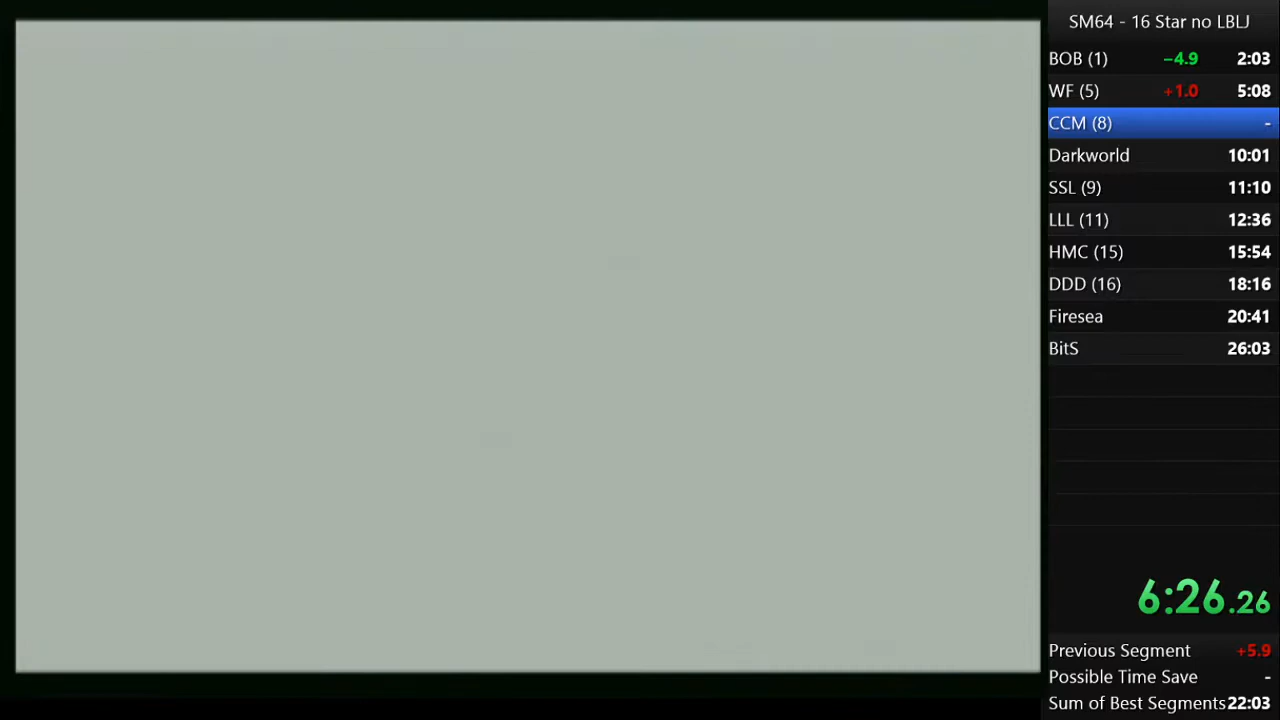 SM64 - 16 Star no LBLJ
BOB (1) −4.9 2:03
WF (5) +1.0 5:08
CCM (8) -
Darkworld 10:01
SSL (9) 11:10
LLL (11) 12:36
HMC (15) 15:54
DDD (16) 18:16
Firesea 20:41
BitS 26:03
6:26.26
Previous Segment +5.9
Possible Time Save -
Sum of Best Segments 22:03